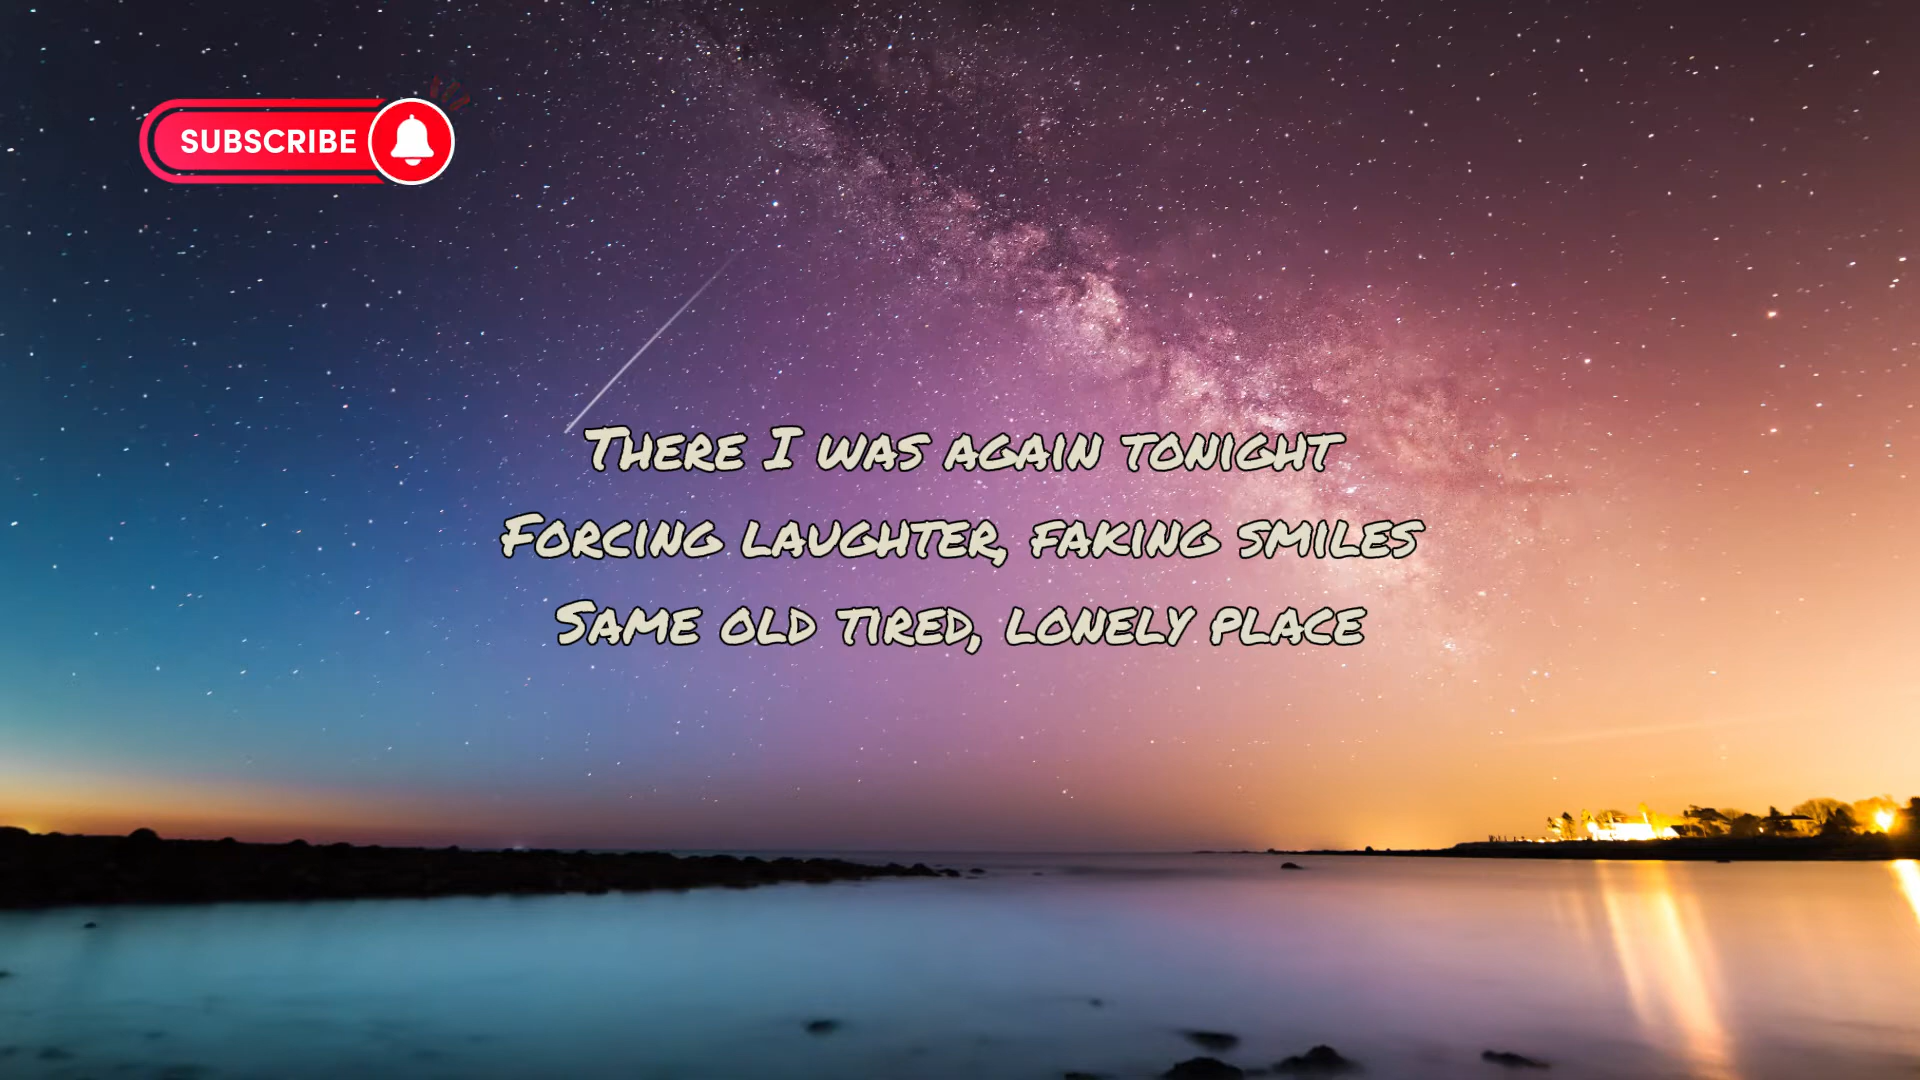 SUBSCRIBE
There I was again tonight
Forcing laughter, faking smiles
Same old tired, lonely place